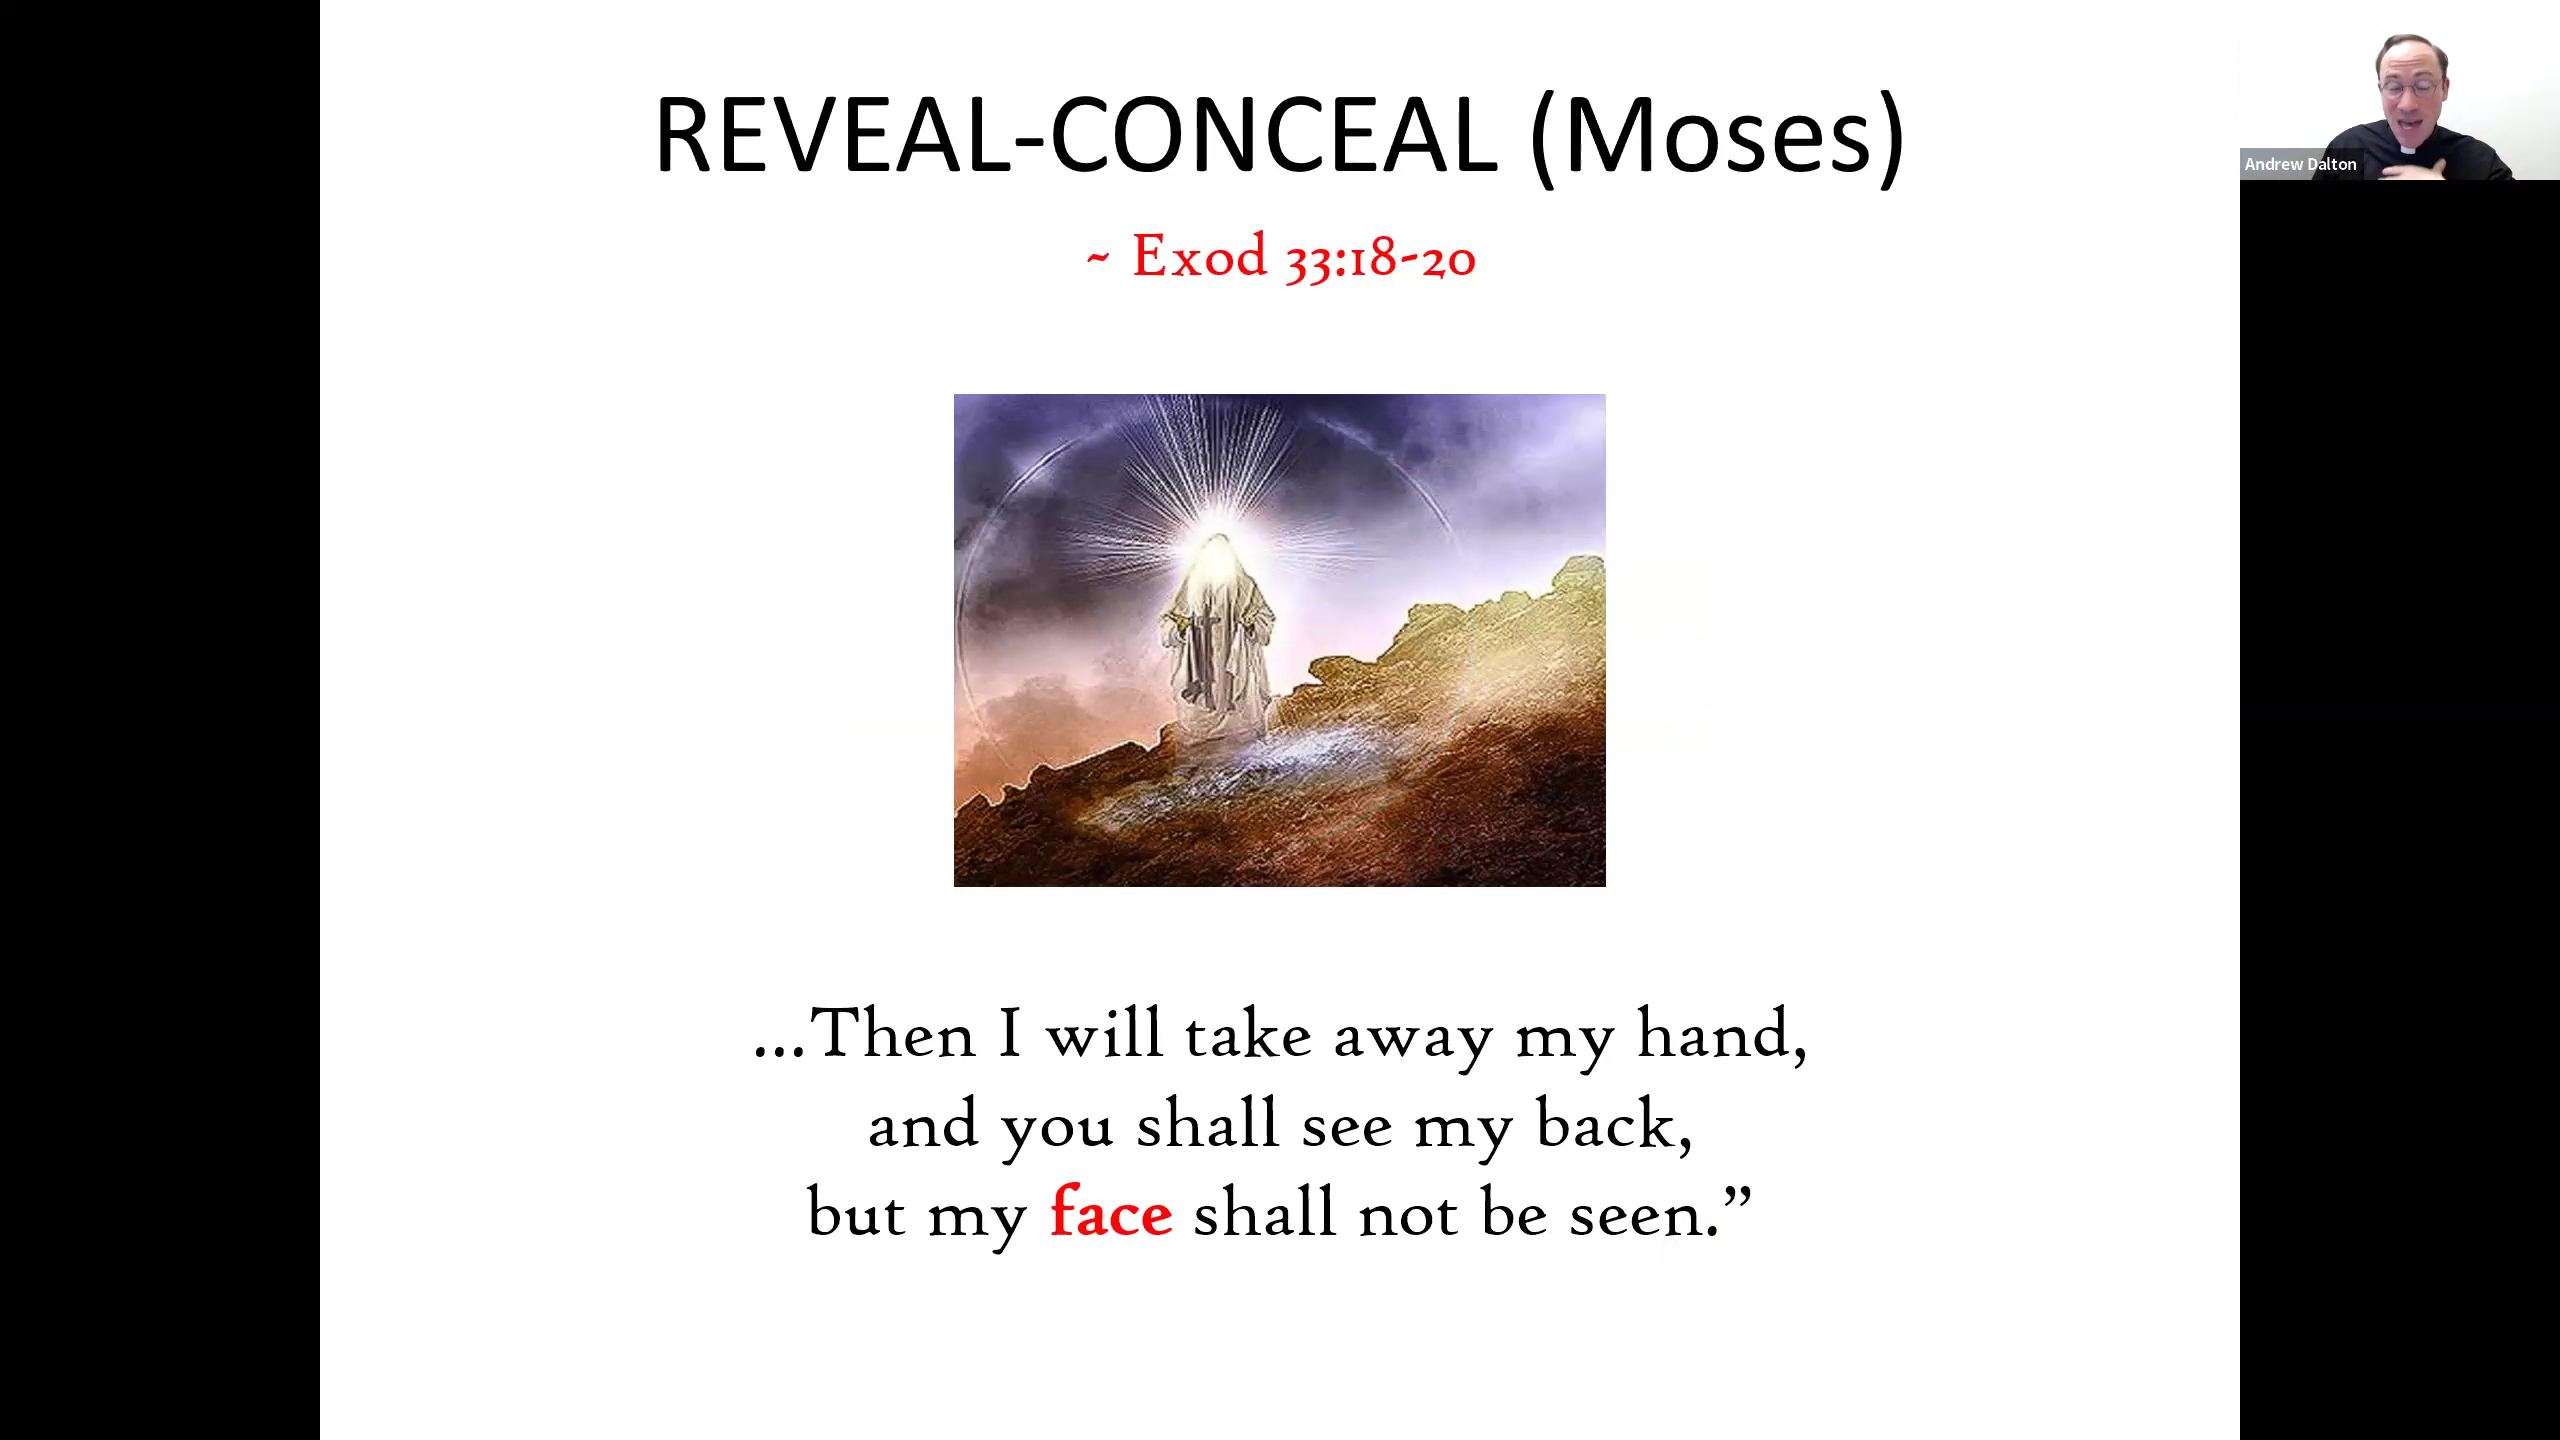 REVEAL-CONCEAL (Moses)
~ Exod 33:18-20
Andrew Dalton
...Then I will take away my hand,
and you shall see my back,
but my face shall not be seen.”